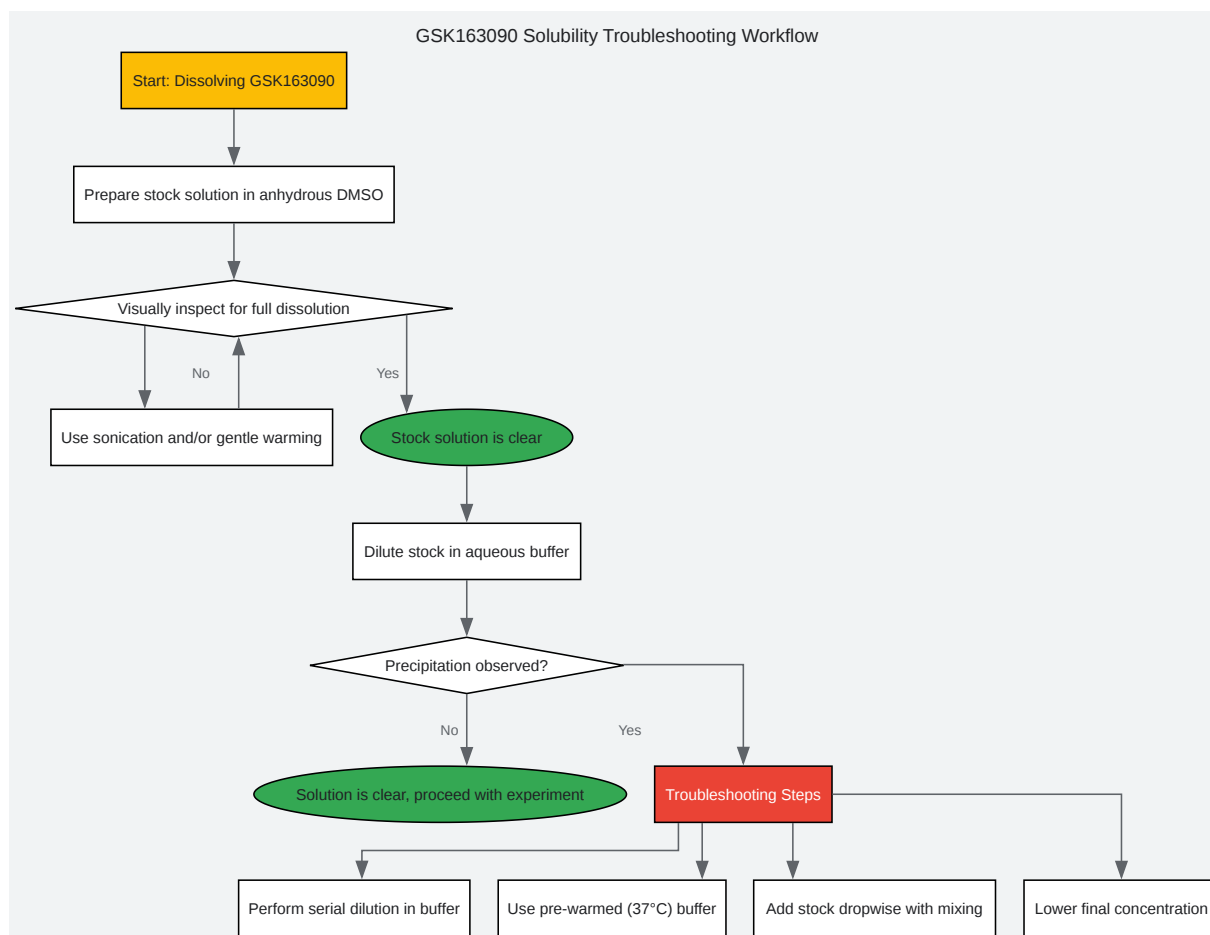 GSK163090 Solubility Troubleshooting Workflow
Start: Dissolving GSK163090
Prepare stock solution in anhydrous DMSO
Visually inspect for full dissolution
No
Yes
Use sonication and/or gentle warming
Stock solution is clear
Dilute stock in aqueous buffer
Precipitation observed?
No
Yes
Solution is clear, proceed with experiment
Troubleshooting Steps
Perform serial dilution in buffer
Use pre-warmed (37°C) buffer
Add stock dropwise with mixing
Lower final concentration